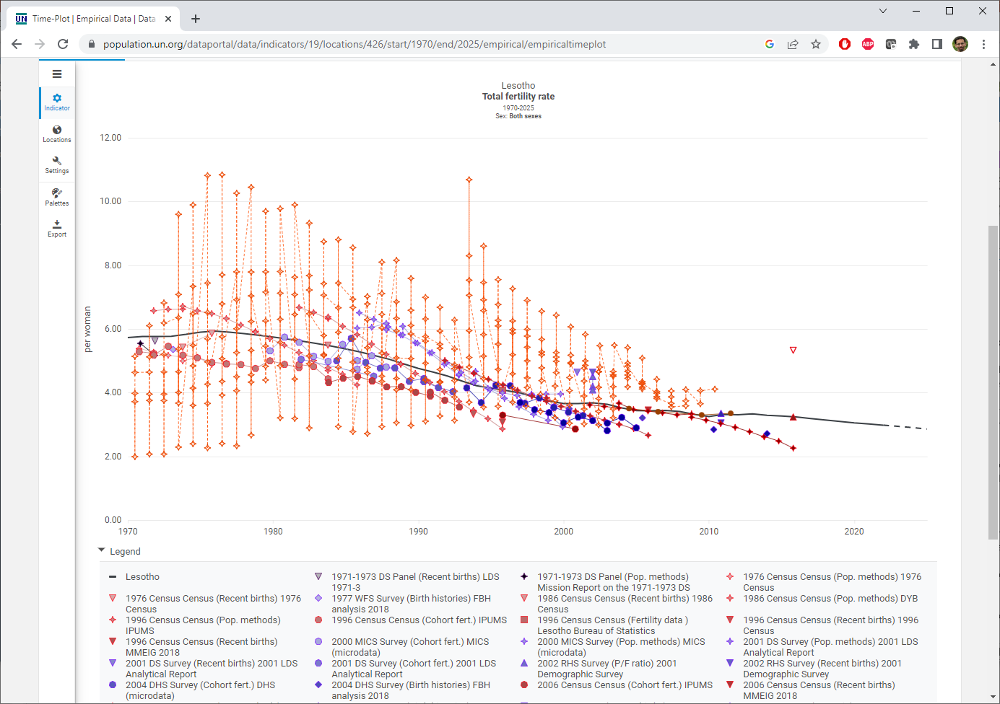 Time-Plot | Empirical Data | Data
population.un.org/dataportal/data/indicators/19/locations/426/start/1970/end/2025/empirical/empiricaltimeplot
Indicator
Locations
Settings
Palettes
Export
Lesotho
Total fertility rate
1970-2025
Sex: Both sexes
per woman
12.00
10.00
8.00
6.00
4.00
2.00
0.00
1970 1980 1990 2000 2010 2020
Legend
Lesotho
1971-1973 DS Panel (Recent births) LDS
1971-3
1971-1973 DS Panel (Pop. methods)
Mission Report on the 1971-1973 DS
1976 Census Census (Pop. methods) 1976
Census
1976 Census Census (Recent births) 1976
Census
1977 WFS Survey (Birth histories) FBH
analysis 2018
1986 Census Census (Recent births) 1986
Census
1986 Census Census (Pop. methods) DYB
1996 Census Census (Pop. methods)
IPUMS
1996 Census Census (Cohort fert.) IPUMS
1996 Census Census (Fertility data )
Lesotho Bureau of Statistics
1996 Census Census (Recent births) 1996
Census
1996 Census Census (Recent births)
MMEIG 2018
2000 MICS Survey (Cohort fert.) MICS
(microdata)
2000 MICS Survey (Pop. methods) MICS
(microdata)
2001 DS Survey (Pop. methods) 2001 LDS
Analytical Report
2001 DS Survey (Recent births) 2001 LDS
Analytical Report
2001 DS Survey (Cohort fert.) 2001 LDS
Analytical Report
2002 RHS Survey (P/F ratio) 2001
Demographic Survey
2002 RHS Survey (Recent births) 2001
Demographic Survey
2004 DHS Survey (Cohort fert.) DHS
(microdata)
2004 DHS Survey (Birth histories) FBH
analysis 2018
2006 Census Census (Cohort fert.) IPUMS
2006 Census Census (Recent births)
MMEIG 2018